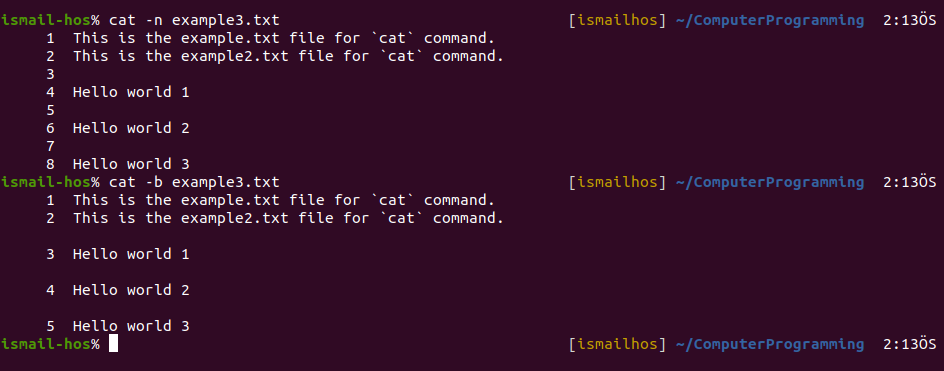 ismail-hos% cat -n example3.txt [ismailhos] ~/ComputerProgramming 2:13ÖS
1 This is the example.txt file for `cat` command.
2 This is the example2.txt file for `cat` command.
3
4 Hello world 1
5
6 Hello world 2
7
8 Hello world 3
ismail-hos% cat -b example3.txt [ismailhos] ~/ComputerProgramming 2:13ÖS
1 This is the example.txt file for `cat` command.
2 This is the example2.txt file for `cat` command.
3 Hello world 1
4 Hello world 2
5 Hello world 3
ismail-hos% [ismailhos] ~/ComputerProgramming 2:13ÖS